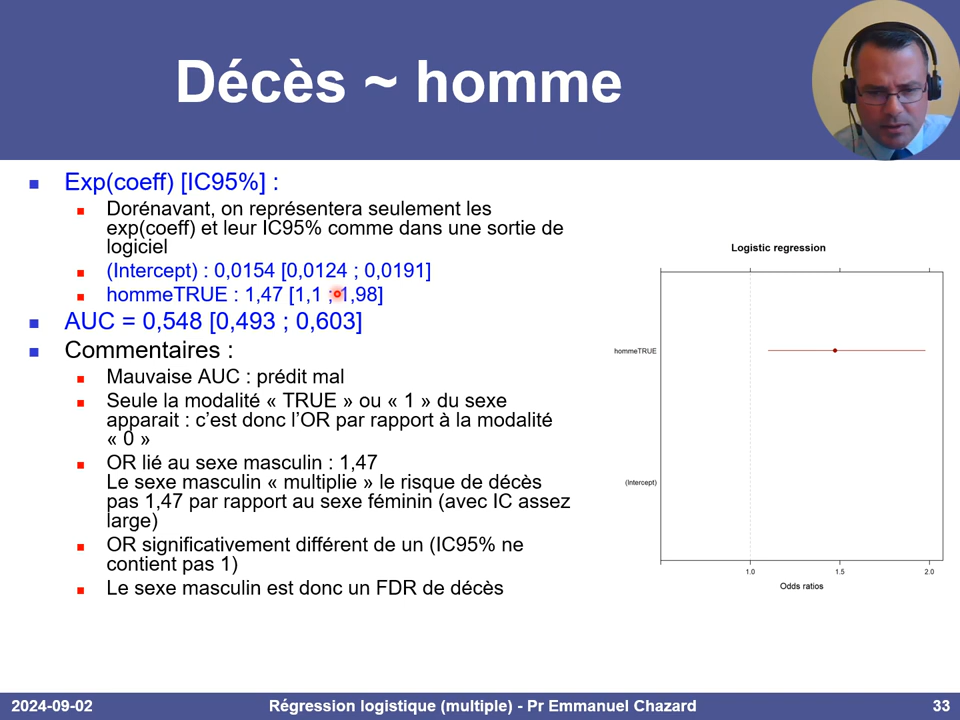 Décès ~ homme
Exp(coeff) [IC95%] :
Dorénavant, on représentera seulement les
exp(coeff) et leur IC95% comme dans une sortie de
logiciel
(Intercept) : 0,0154 [0,0124 ; 0,0191]
hommeTRUE : 1,47 [1,1 ; 1,98]
AUC = 0,548 [0,493 ; 0,603]
Commentaires :
Mauvaise AUC : prédit mal
Seule la modalité « TRUE » ou « 1 » du sexe
apparait : c’est donc l’OR par rapport à la modalité
« 0 »
OR lié au sexe masculin : 1,47
Le sexe masculin « multiplie » le risque de décès
pas 1,47 par rapport au sexe féminin (avec IC assez
large)
OR significativement différent de un (IC95% ne
contient pas 1)
Le sexe masculin est donc un FDR de décès
Logistic regression
hommeTRUE
(Intercept)
1.0 1.5 2.0
Odds ratios
2024-09-02 Régression logistique (multiple) - Pr Emmanuel Chazard 33